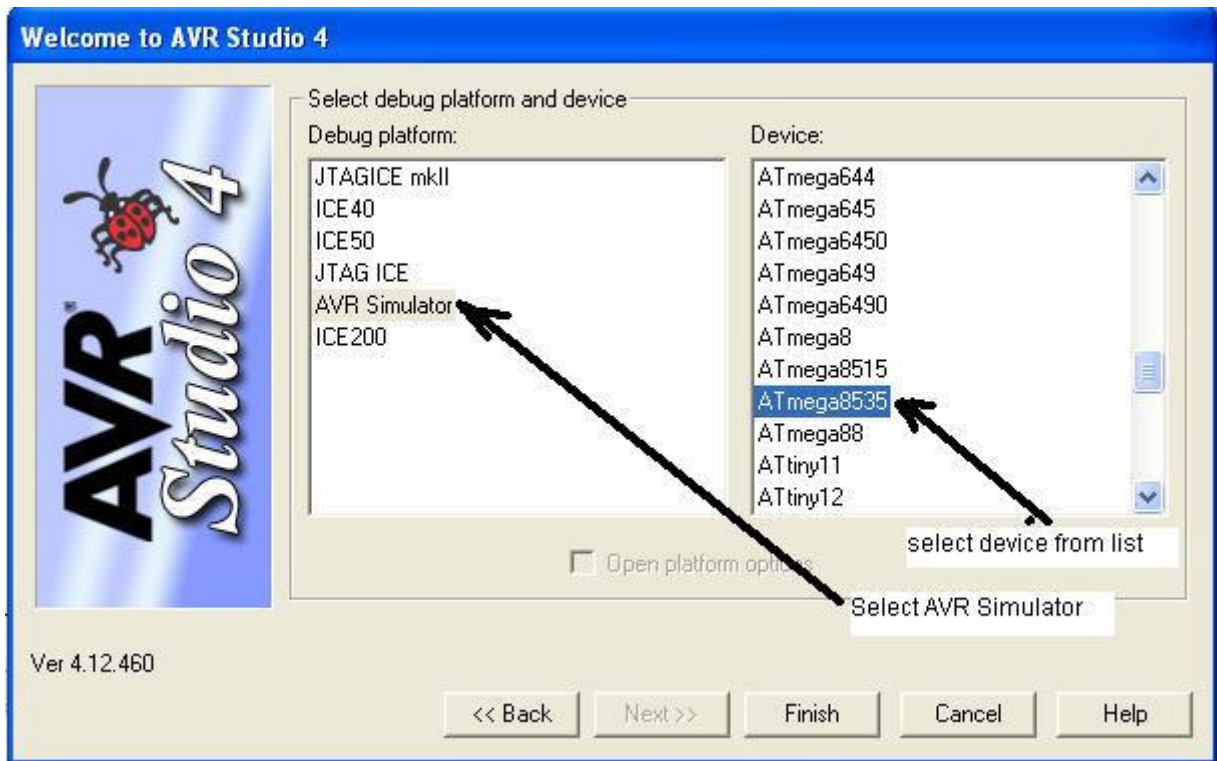 Welcome to AVR Studio 4
AVR®
Studio 4
Select debug platform and device
Debug platform:
JTAGICE mkII
ICE40
ICE50
JTAG ICE
AVR Simulator
ICE200
Device:
ATmega644
ATmega645
ATmega6450
ATmega649
ATmega6490
ATmega8
ATmega8515
ATmega8535
ATmega88
ATtiny11
ATtiny12
select device from list
Open platform options
Select AVR Simulator
Ver 4.12.460
<< Back
Next >>
Finish
Cancel
Help